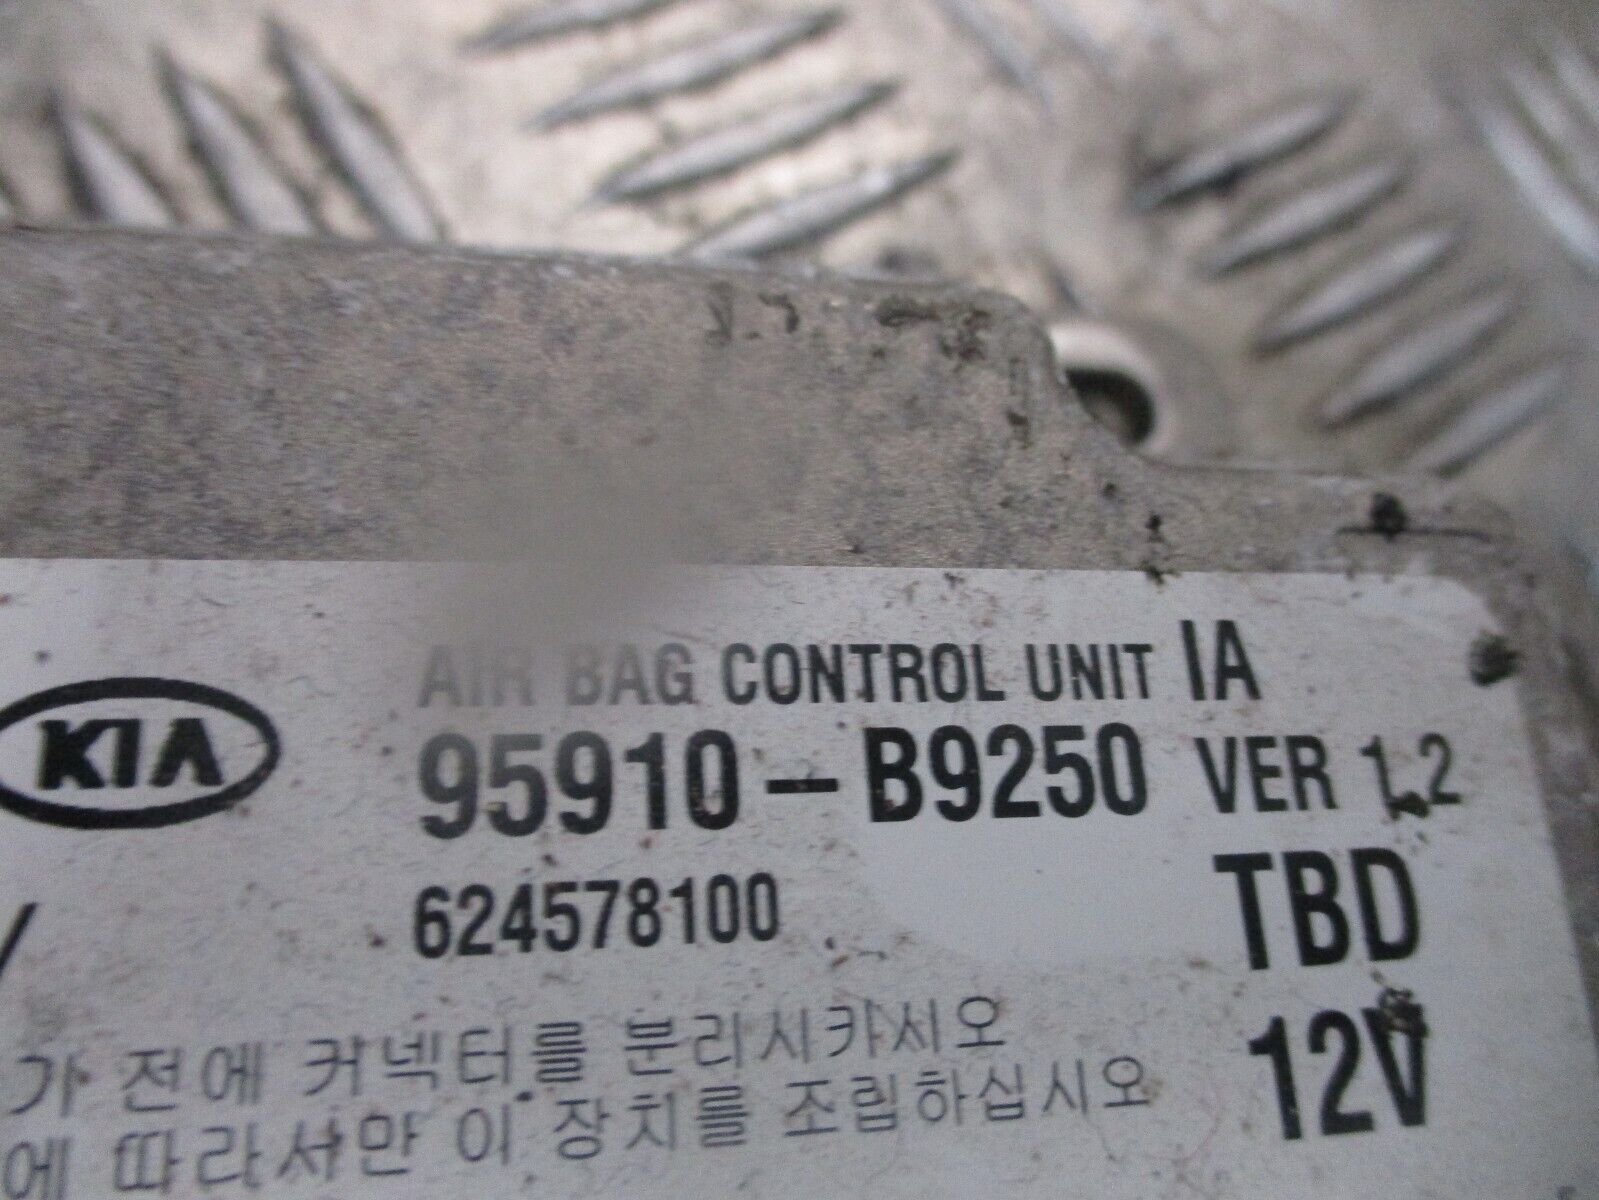 AIR BAG CONTROL UNIT IA
KIA
95910-B9250 VER 1.2
624578100 TBD
가 전에 커넥터를 분리시캬시오 12V
에 따라서만 이 장치를 조립하십시오